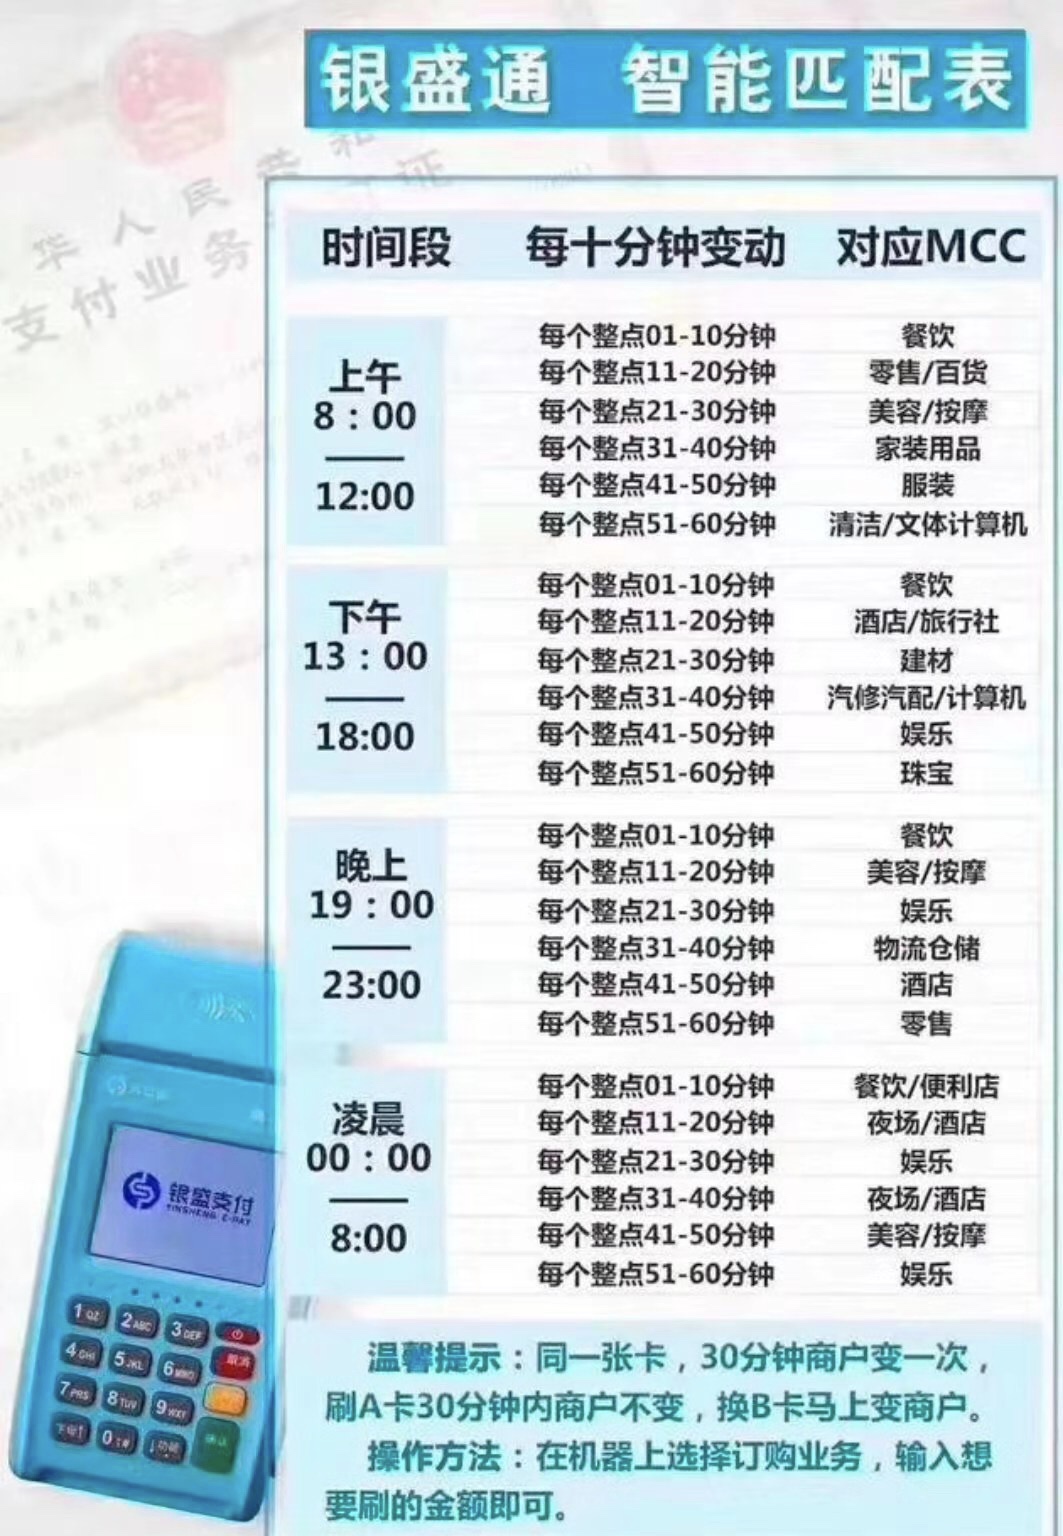 银盛通 智能匹配表
华人民共和
支付业务 证
时间段 每十分钟变动 对应MCC
上午
8：00
——
12:00
每个整点01-10分钟 餐饮
每个整点11-20分钟 零售/百货
每个整点21-30分钟 美容/按摩
每个整点31-40分钟 家装用品
每个整点41-50分钟 服装
每个整点51-60分钟 清洁/文体计算机
下午
13：00
——
18:00
每个整点01-10分钟 餐饮
每个整点11-20分钟 酒店/旅行社
每个整点21-30分钟 建材
每个整点31-40分钟 汽修汽配/计算机
每个整点41-50分钟 娱乐
每个整点51-60分钟 珠宝
晚上
19：00
——
23:00
每个整点01-10分钟 餐饮
每个整点11-20分钟 美容/按摩
每个整点21-30分钟 娱乐
每个整点31-40分钟 物流仓储
每个整点41-50分钟 酒店
每个整点51-60分钟 零售
凌晨
00：00
——
8:00
每个整点01-10分钟 餐饮/便利店
每个整点11-20分钟 夜场/酒店
每个整点21-30分钟 娱乐
每个整点31-40分钟 夜场/酒店
每个整点41-50分钟 美容/按摩
每个整点51-60分钟 娱乐
银盛支付
YINSHENG E-PAY
1 QZ 2 ABC 3 DEF
4 GHI 5 JKL 6 MNO 取消
7 PRS 8 TUV 9 WXY
0 功能 确认
温馨提示：同一张卡，30分钟商户变一次，
刷A卡30分钟内商户不变，换B卡马上变商户。
操作方法：在机器上选择订购业务，输入想
要刷的金额即可。